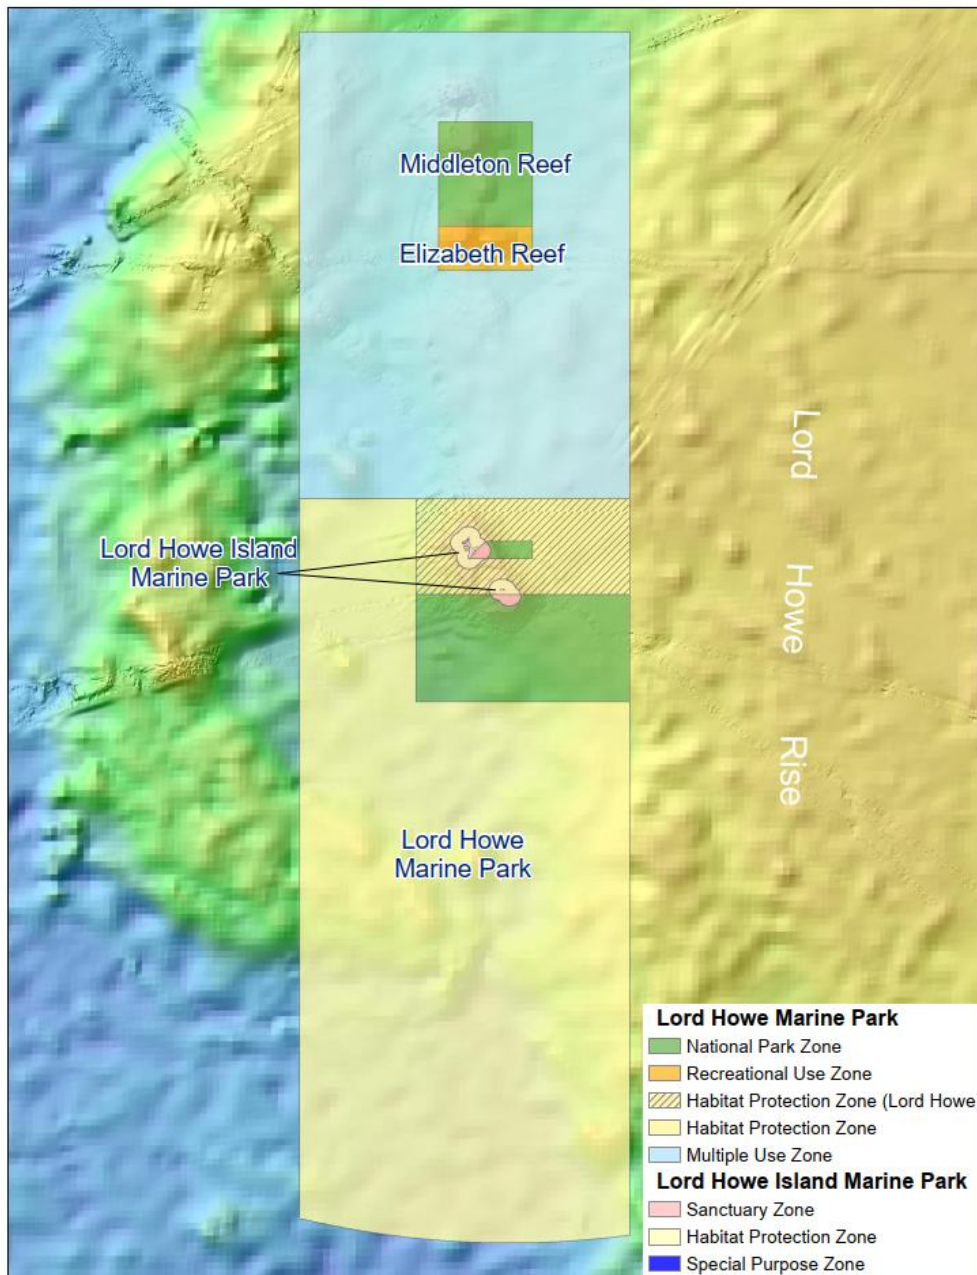 Middleton Reef
Elizabeth Reef
Lord Howe Island
Marine Park
Lord
Howe
Rise
Lord Howe
Marine Park
Lord Howe Marine Park
National Park Zone
Recreational Use Zone
Habitat Protection Zone (Lord Howe
Habitat Protection Zone
Multiple Use Zone
Lord Howe Island Marine Park
Sanctuary Zone
Habitat Protection Zone
Special Purpose Zone